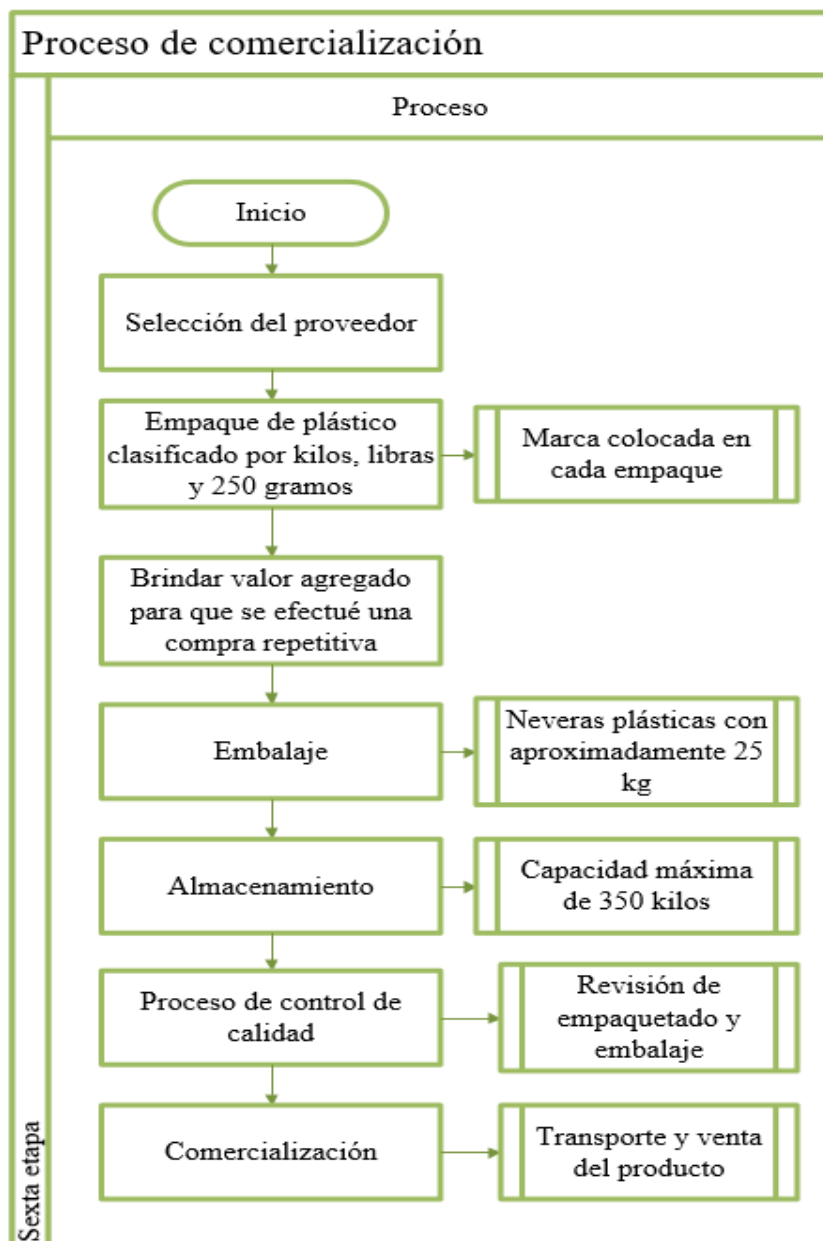 Proceso de comercialización
Proceso
Inicio
Selección del proveedor
Empaque de plástico
clasificado por kilos, libras
y 250 gramos
Marca colocada en
cada empaque
Brindar valor agregado
para que se efectué una
compra repetitiva
Embalaje
Neveras plásticas con
aproximadamente 25
kg
Almacenamiento
Capacidad máxima
de 350 kilos
Proceso de control de
calidad
Revisión de
empaquetado y
embalaje
Comercialización
Transporte y venta
del producto
Sexta etapa